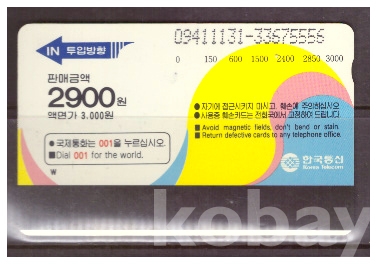 IN 투입방향
09411131-33675556
0 150 600 1500 2100 2850 3000
판매금액
2900원
액면가 3.000원
●국제통화는 001을 누르십시오.
■Dial 001 for the world.
W
●자기에 접근시키지 마시고, 훼손에 주의하십시오
●사용중 훼손카드는 전화국에서 교환하여 드립니다
■Avoid magnetic fields, don't bend or stain.
■Return defective cards to any telephone office.
한국통신
Korea Telecom
kobay